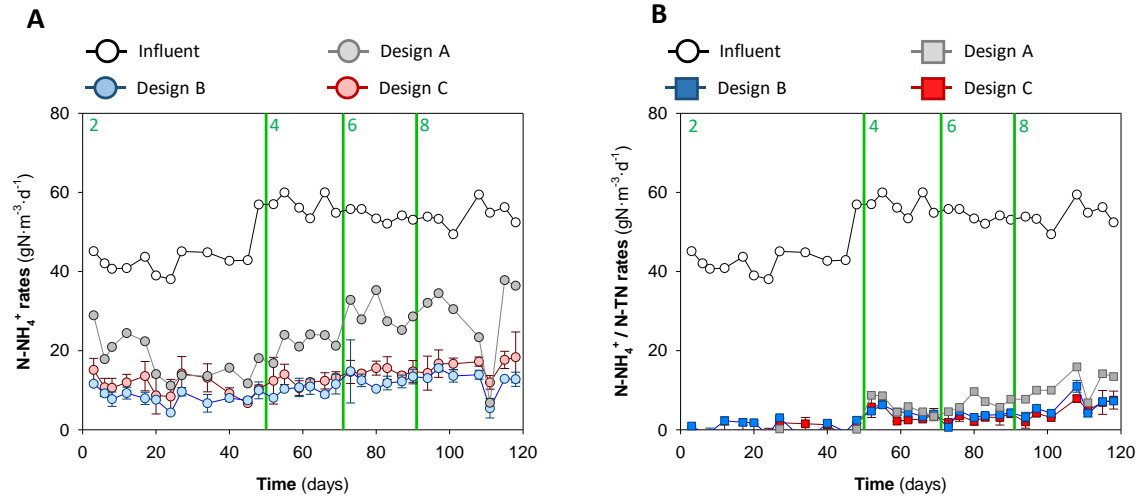 A
Influent
Design A
Design B
Design C
N-NH₄⁺ rates (gN·m⁻³·d⁻¹)
80
60
40
20
0
2
4
6
8
0
20
40
60
80
100
120
Time (days)
B
Influent
Design A
Design B
Design C
N-NH₄⁺ / N-TN rates (gN·m⁻³·d⁻¹)
80
60
40
20
0
2
4
6
8
0
20
40
60
80
100
120
Time (days)